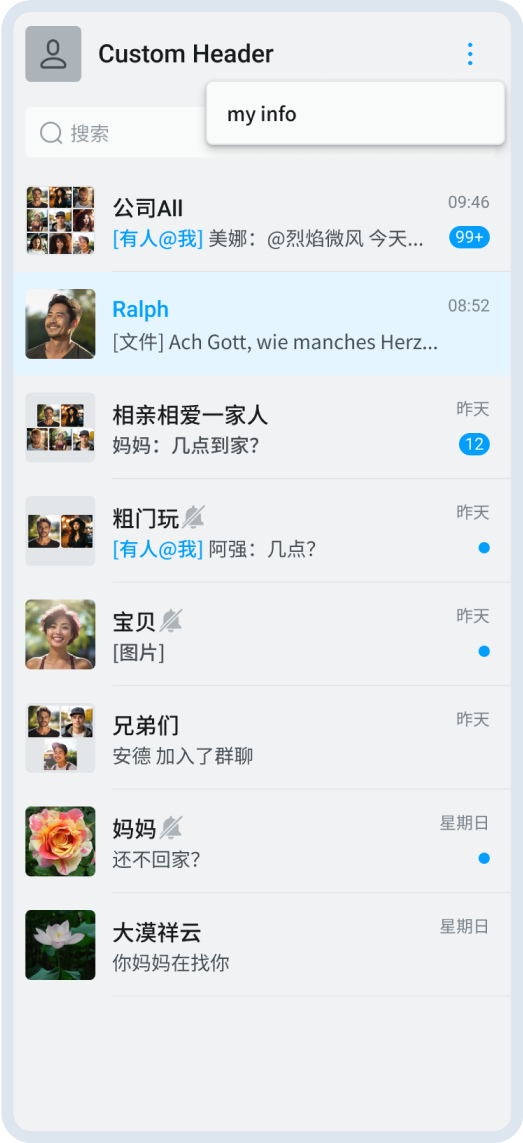 Custom Header
my info
搜索
公司All
09:46
[有人@我] 美娜：@烈焰微风 今天...
99+
Ralph
08:52
[文件] Ach Gott, wie manches Herz...
相亲相爱一家人
昨天
妈妈：几点到家？
12
粗门玩
昨天
[有人@我] 阿强：几点？
宝贝
昨天
[图片]
兄弟们
昨天
安德 加入了群聊
妈妈
星期日
还不回家？
大漠祥云
星期日
你妈妈在找你